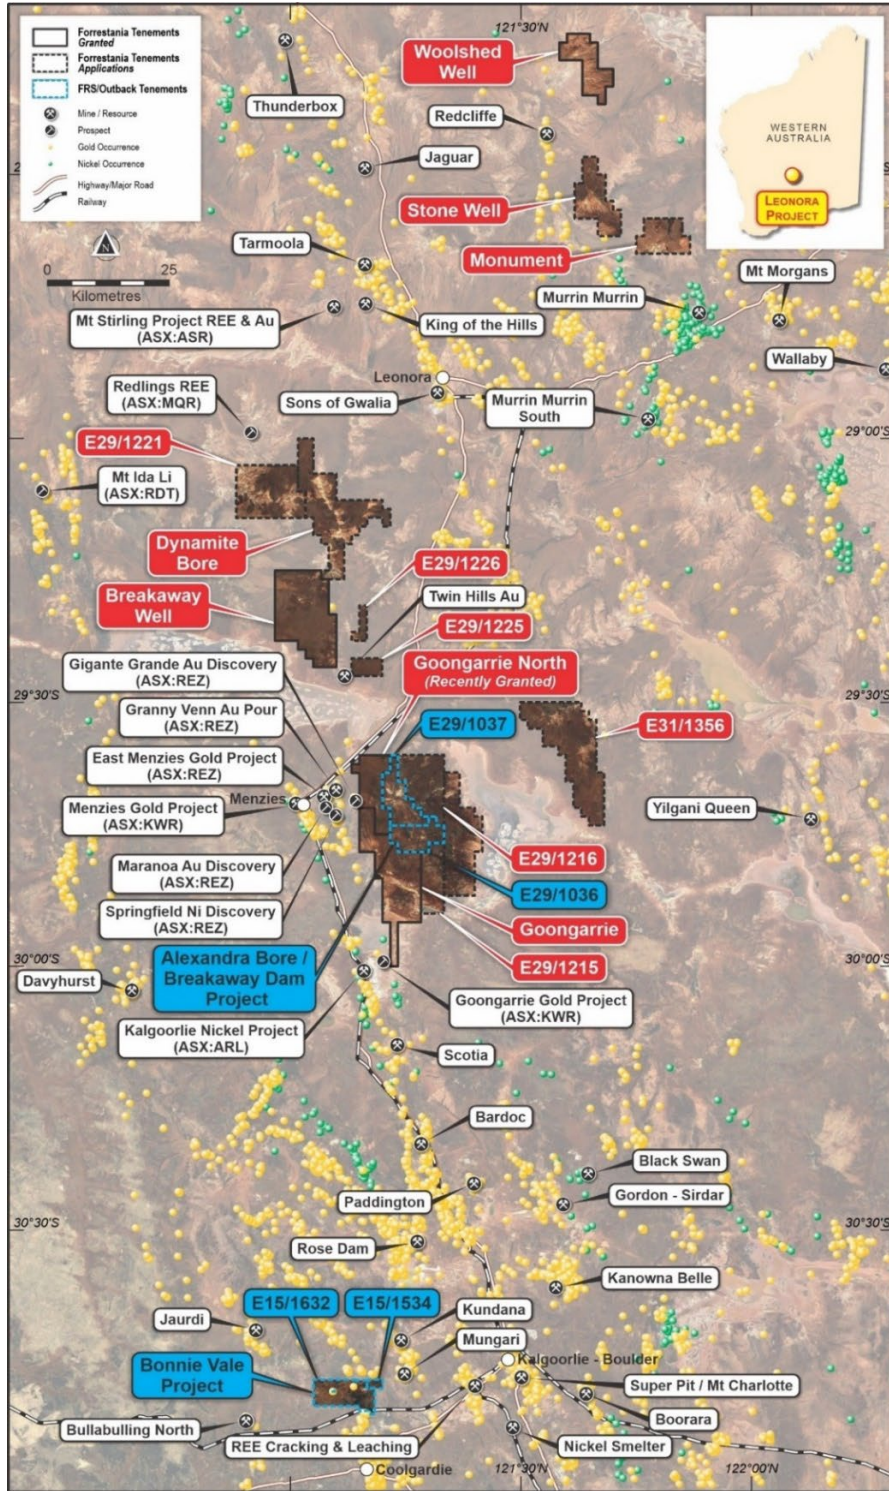 Forrestania Tenements
Granted
Forrestania Tenements
Applications
FRS/Outback Tenements
Mine / Resource
Prospect
Gold Occurrence
Nickel Occurrence
Highway/Major Road
Railway
N
0 25
Kilometres
121°30'N
Woolshed
Well
WESTERN
AUSTRALIA
LEONORA
PROJECT
Thunderbox
Redcliffe
Jaguar
Stone Well
Tarmoola
Monument
Mt Morgans
Murrin Murrin
Mt Stirling Project REE & Au
(ASX:ASR)
King of the Hills
Wallaby
Leonora
Redlings REE
(ASX:MQR)
Sons of Gwalia
Murrin Murrin
South
29°00'S
29°00'S
E29/1221
Mt Ida Li
(ASX:RDT)
Dynamite
Bore
E29/1226
Breakaway
Well
Twin Hills Au
E29/1225
Gigante Grande Au Discovery
(ASX:REZ)
Goongarrie North
(Recently Granted)
29°30'S
29°30'S
Granny Venn Au Pour
(ASX:REZ)
E29/1037
E31/1356
East Menzies Gold Project
(ASX:REZ)
Menzies
Menzies Gold Project
(ASX:KWR)
Yilgani Queen
Maranoa Au Discovery
(ASX:REZ)
E29/1216
E29/1036
Springfield Ni Discovery
(ASX:REZ)
Goongarrie
Alexandra Bore /
Breakaway Dam
Project
E29/1215
30°00'S
30°00'S
Davyhurst
Goongarrie Gold Project
(ASX:KWR)
Kalgoorlie Nickel Project
(ASX:ARL)
Scotia
Bardoc
Black Swan
Paddington
Gordon - Sirdar
30°30'S
30°30'S
Rose Dam
Kanowna Belle
E15/1632
E15/1534
Jaurdi
Kundana
Mungari
Kalgoorlie - Boulder
Bonnie Vale
Project
Super Pit / Mt Charlotte
Boorara
Bullabulling North
REE Cracking & Leaching
Nickel Smelter
Coolgardie
121°30'N
122°00'N